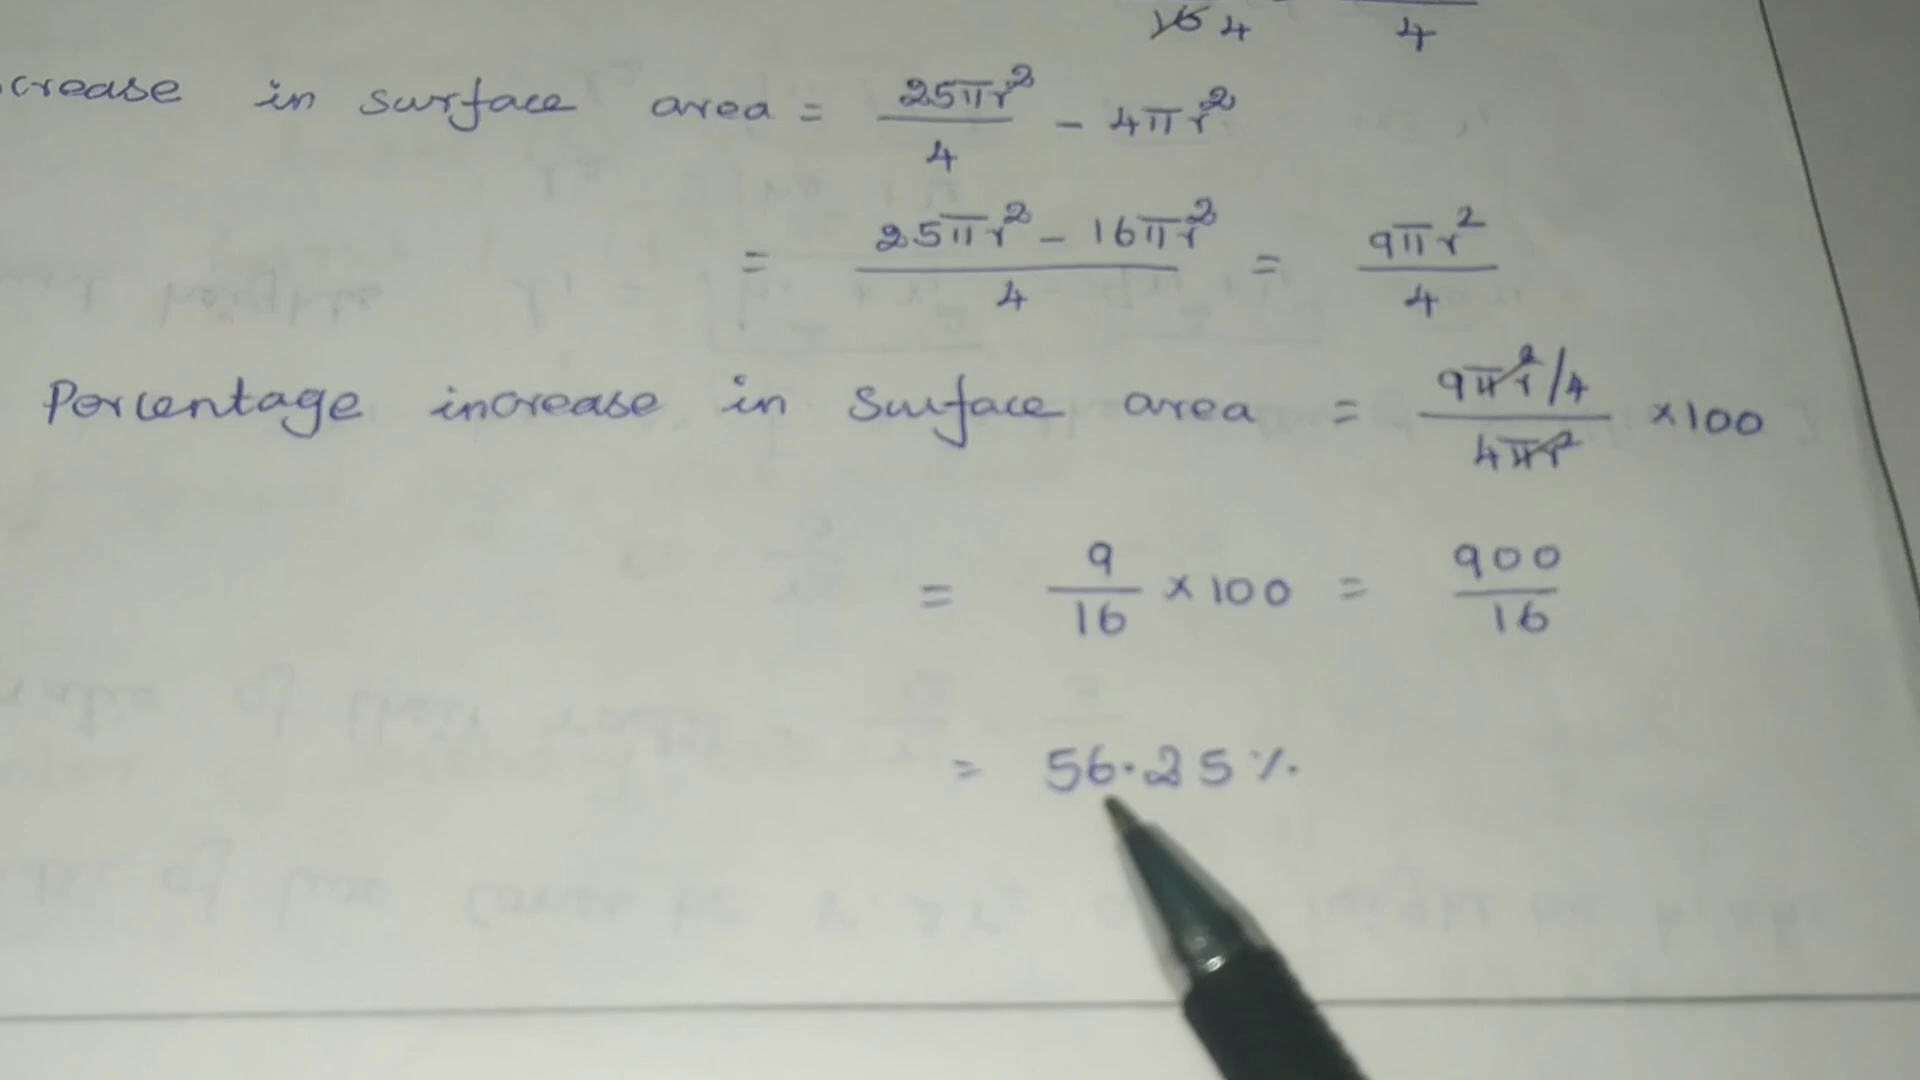 16 4 4
crease in surface area = 25πr²/4 - 4πr²
= 25πr² - 16πr²/4 = 9πr²/4
Percentage increase in surface area = 9πr²/4/4πr² ×100
= 9/16 × 100 = 900/16
= 56.25%